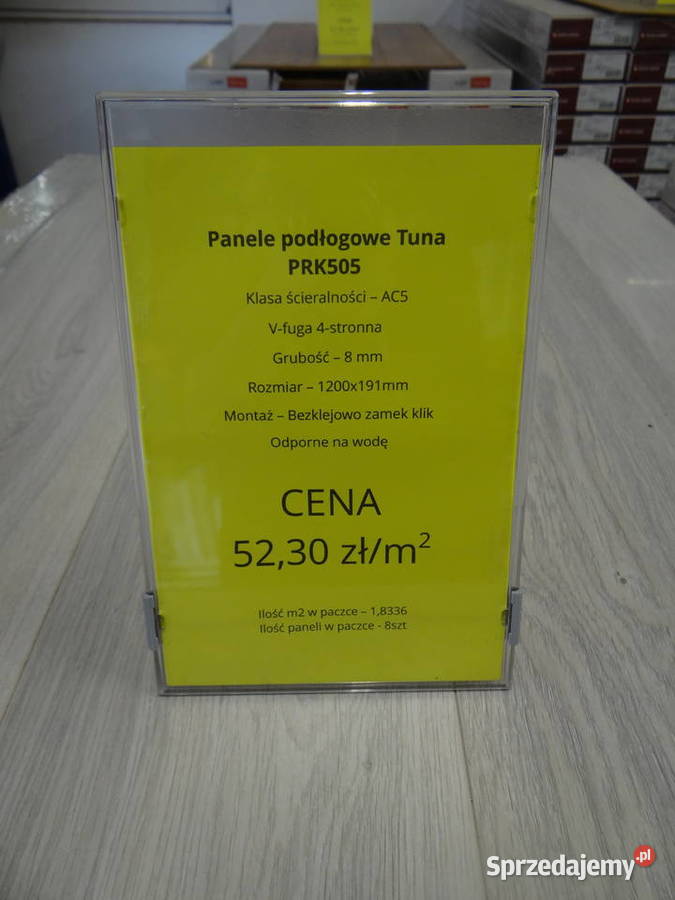 Panele podłogowe Tuna
PRK505
Klasa ścieralności – AC5
V-fuga 4-stronna
Grubość – 8 mm
Rozmiar – 1200x191mm
Montaż – Bezklejowo zamek klik
Odporne na wodę
CENA
52,30 zł/m²
Ilość m2 w paczce – 1,8336
Ilość paneli w paczce - 8szt
Sprzedajemy.pl